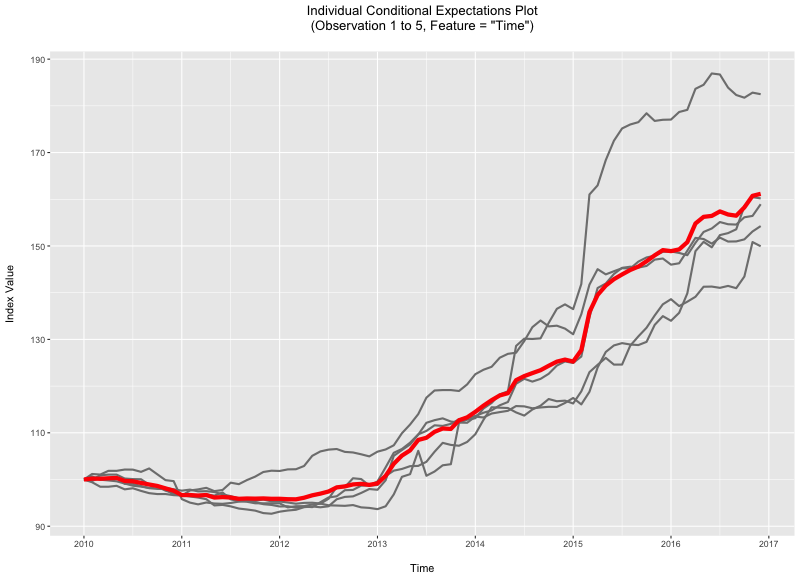 Individual Conditional Expectations Plot
(Observation 1 to 5, Feature = "Time")
190
170
150
130
110
90
Index Value
2010 2011 2012 2013 2014 2015 2016 2017
Time